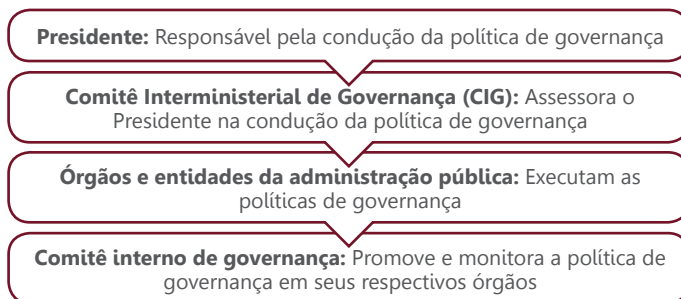 Presidente: Responsável pela condução da política de governança
Comitê Interministerial de Governança (CIG): Assessora o
Presidente na condução da política de governança
Órgãos e entidades da administração pública: Executam as
políticas de governança
Comitê interno de governança: Promove e monitora a política de
governança em seus respectivos órgãos